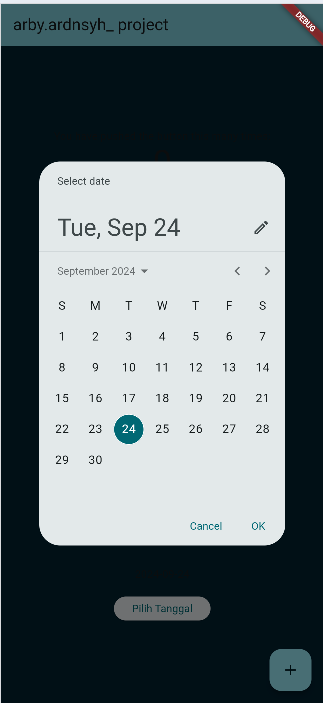 arby.ardnsyh_ project
DEBUG
Select date
Tue, Sep 24
September 2024
S M T W T F S
1 2 3 4 5 6 7
8 9 10 11 12 13 14
15 16 17 18 19 20 21
22 23 24 25 26 27 28
29 30
Cancel OK
Pilih Tanggal
+